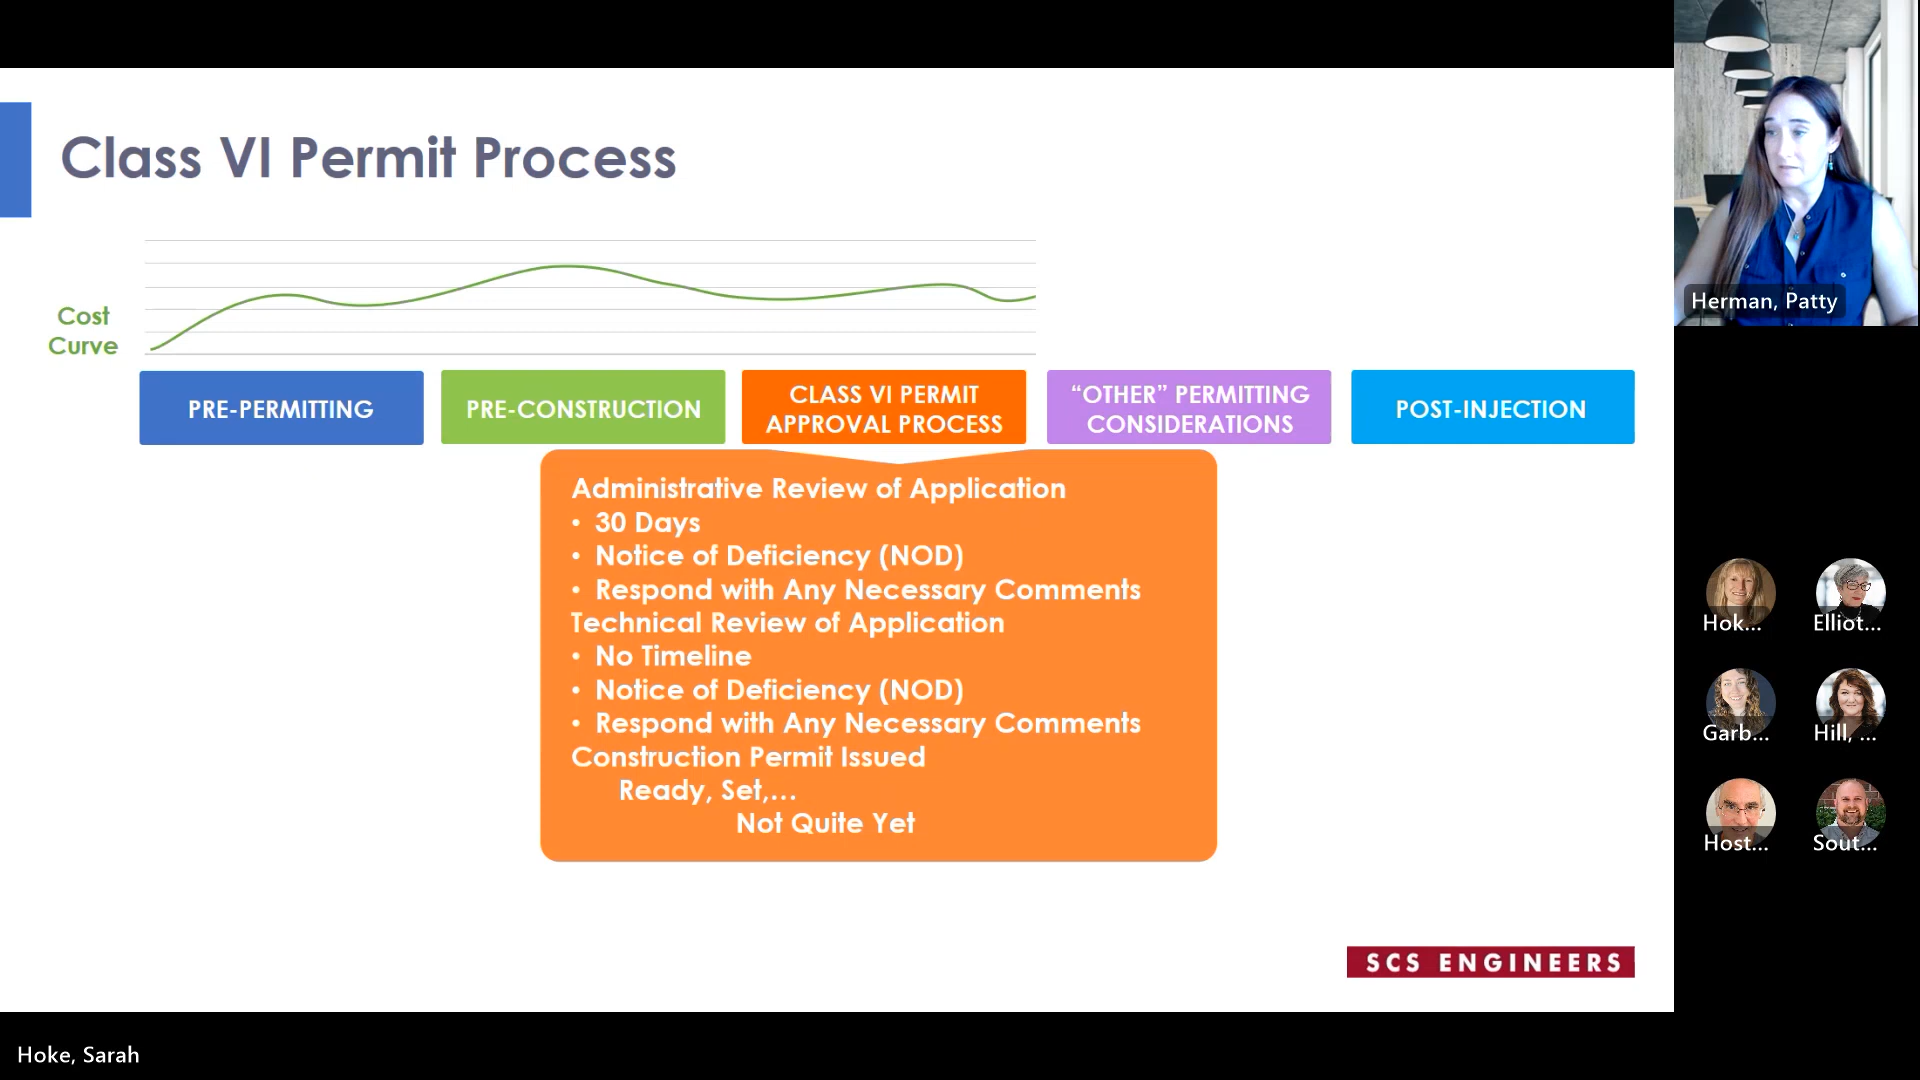 Class VI Permit Process
Cost
Curve
PRE-PERMITTING
PRE-CONSTRUCTION
CLASS VI PERMIT
APPROVAL PROCESS
“OTHER” PERMITTING
CONSIDERATIONS
POST-INJECTION
Administrative Review of Application
• 30 Days
• Notice of Deficiency (NOD)
• Respond with Any Necessary Comments
Technical Review of Application
• No Timeline
• Notice of Deficiency (NOD)
• Respond with Any Necessary Comments
Construction Permit Issued
Ready, Set,...
Not Quite Yet
SCS ENGINEERS
Herman, Patty
Hok...
Elliot...
Garb...
Hill, ...
Host...
Sout...
Hoke, Sarah